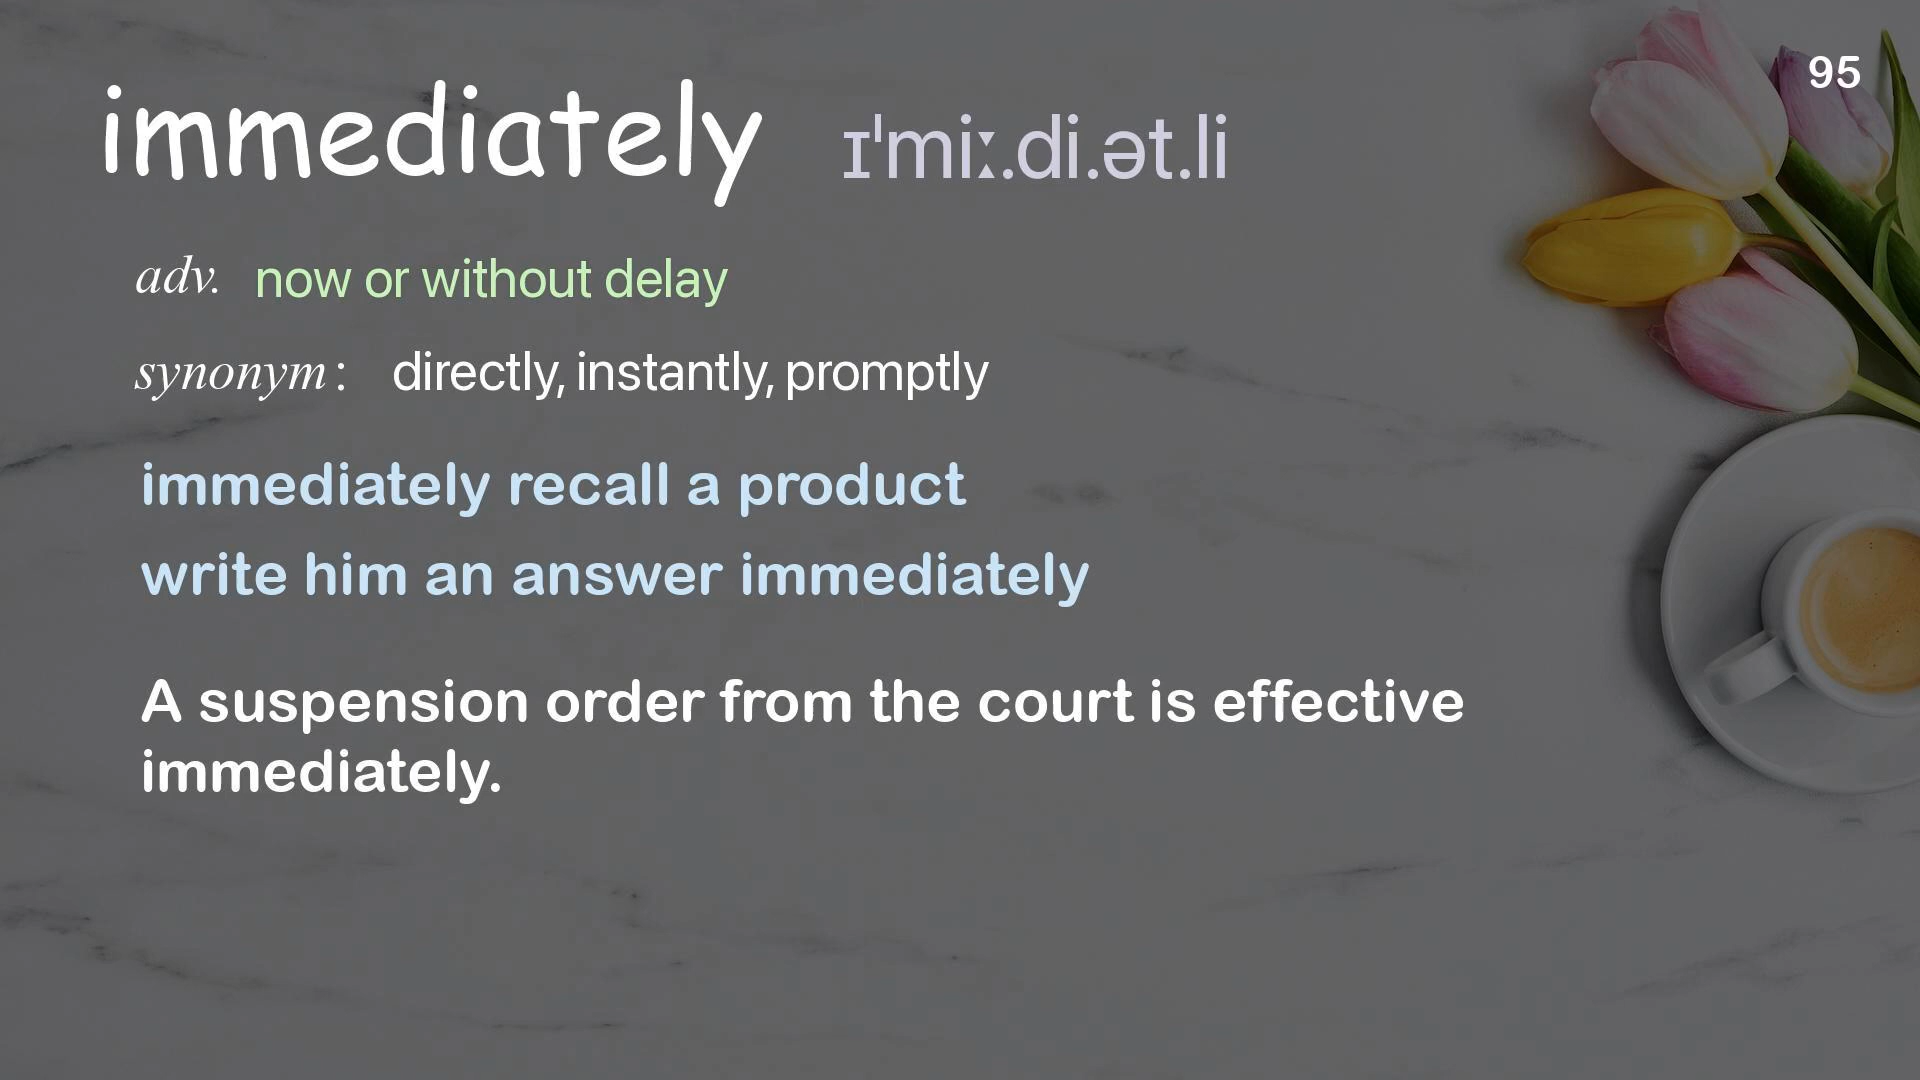 95
immediately ɪˈmiː.di.ət.li
adv. now or without delay
synonym: directly, instantly, promptly
immediately recall a product
write him an answer immediately
A suspension order from the court is effective
immediately.